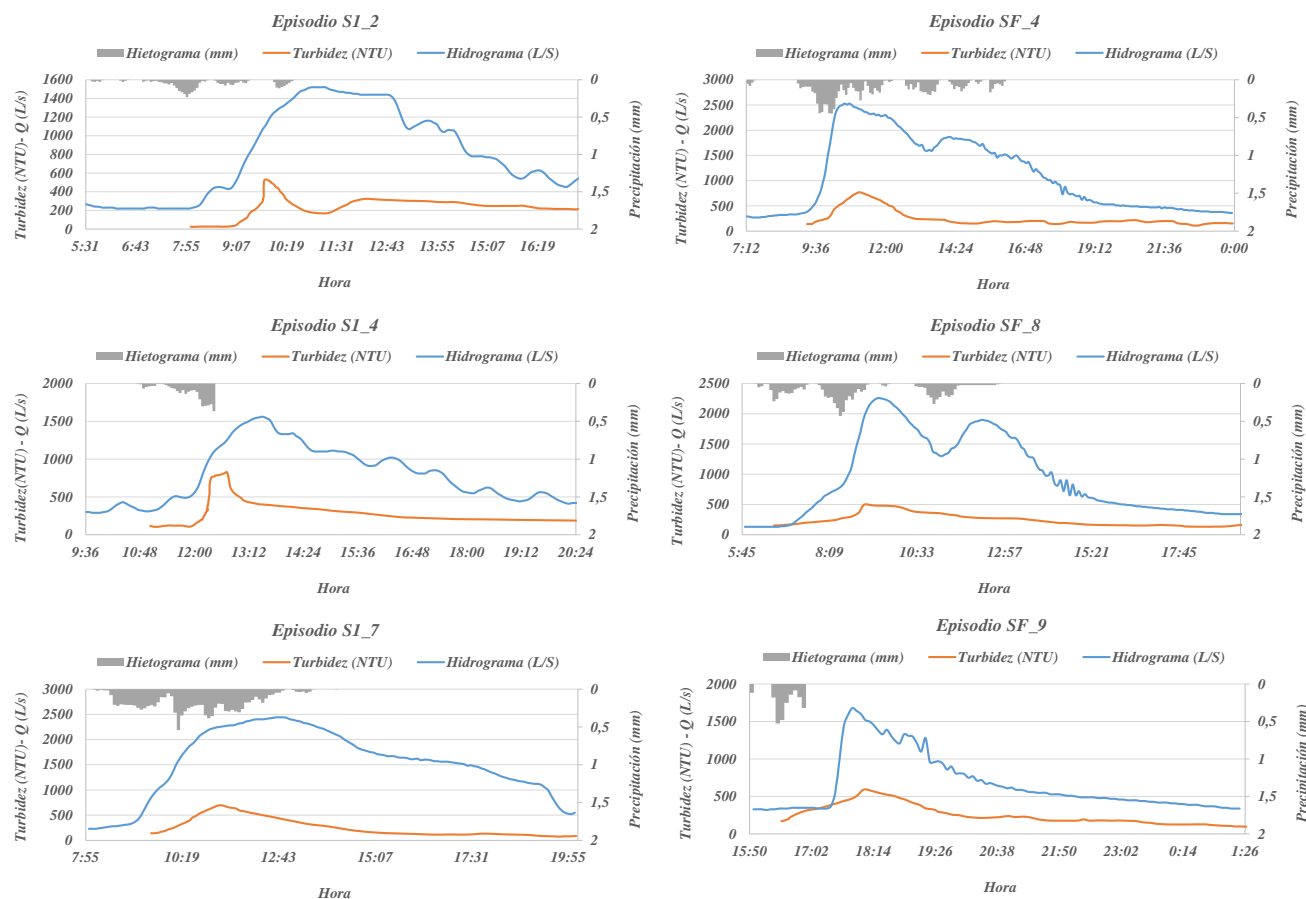 Episodio S1_2
Hietograma (mm) Turbidez (NTU) Hidrograma (L/S)
Turbidez (NTU)- Q (L/s)
1600
1400
1200
1000
800
600
400
200
0
0
0,5
1
1,5
2
Precipitación (mm)
5:31 6:43 7:55 9:07 10:19 11:31 12:43 13:55 15:07 16:19
Hora
Episodio SF_4
Hietograma (mm) Turbidez (NTU) Hidrograma (L/S)
Turbidez (NTU) - Q (L/s)
3000
2500
2000
1500
1000
500
0
0
0,5
1
1,5
2
Precipitación (mm)
7:12 9:36 12:00 14:24 16:48 19:12 21:36 0:00
Hora
Episodio S1_4
Hietograma (mm) Turbidez (NTU) Hidrograma (L/S)
Turbidez(NTU) - Q (L/s)
2000
1500
1000
500
0
0
0,5
1
1,5
2
Precipitación (mm)
9:36 10:48 12:00 13:12 14:24 15:36 16:48 18:00 19:12 20:24
Hora
Episodio SF_8
Hietograma (mm) Turbidez (NTU) Hidrograma (L/S)
Turbidez (NTU)- Q (L/s)
2500
2000
1500
1000
500
0
0
0,5
1
1,5
2
Precipitación (mm)
5:45 8:09 10:33 12:57 15:21 17:45
Hora
Episodio S1_7
Hietograma (mm) Turbidez (NTU) Hidrograma (L/S)
Turbidez (NTU)- Q (L/s)
3000
2500
2000
1500
1000
500
0
0
0,5
1
1,5
2
Precipitación (mm)
7:55 10:19 12:43 15:07 17:31 19:55
Hora
Episodio SF_9
Hietograma (mm) Turbidez (NTU) Hidrograma (L/S)
Turbidez (NTU) - Q (L/s)
2000
1500
1000
500
0
0
0,5
1
1,5
2
Precipitación (mm)
15:50 17:02 18:14 19:26 20:38 21:50 23:02 0:14 1:26
Hora